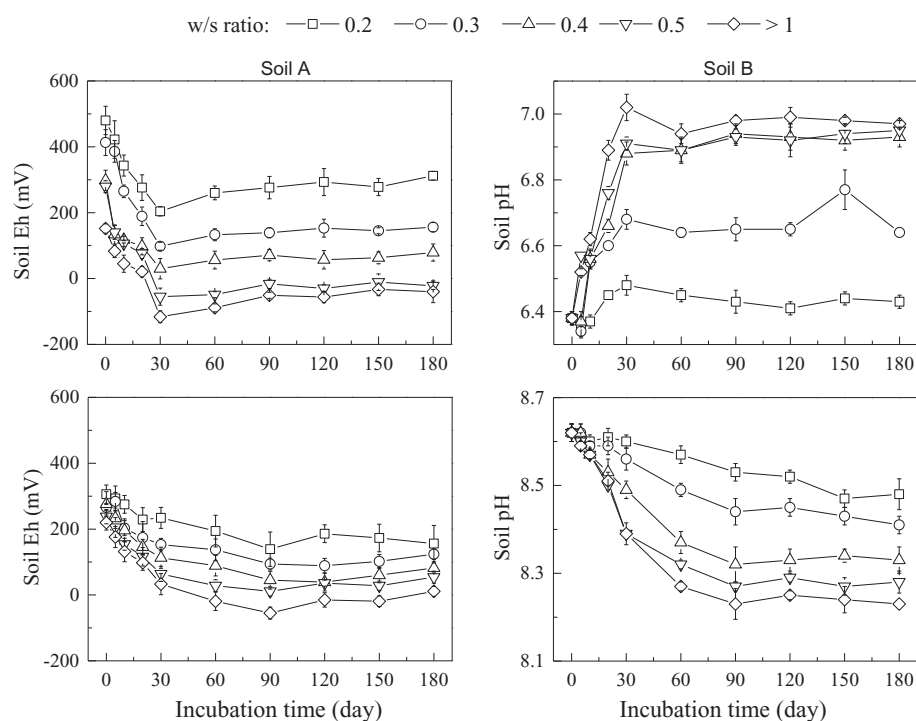 w/s ratio: 0.2 0.3 0.4 0.5 > 1
Soil A Soil B
600
400
200
0
-200
Soil Eh (mV)
0 30 60 90 120 150 180
7.0
6.8
6.6
6.4
Soil pH
0 30 60 90 120 150 180
600
400
200
0
-200
Soil Eh (mV)
0 30 60 90 120 150 180
Incubation time (day)
8.7
8.5
8.3
8.1
Soil pH
0 30 60 90 120 150 180
Incubation time (day)